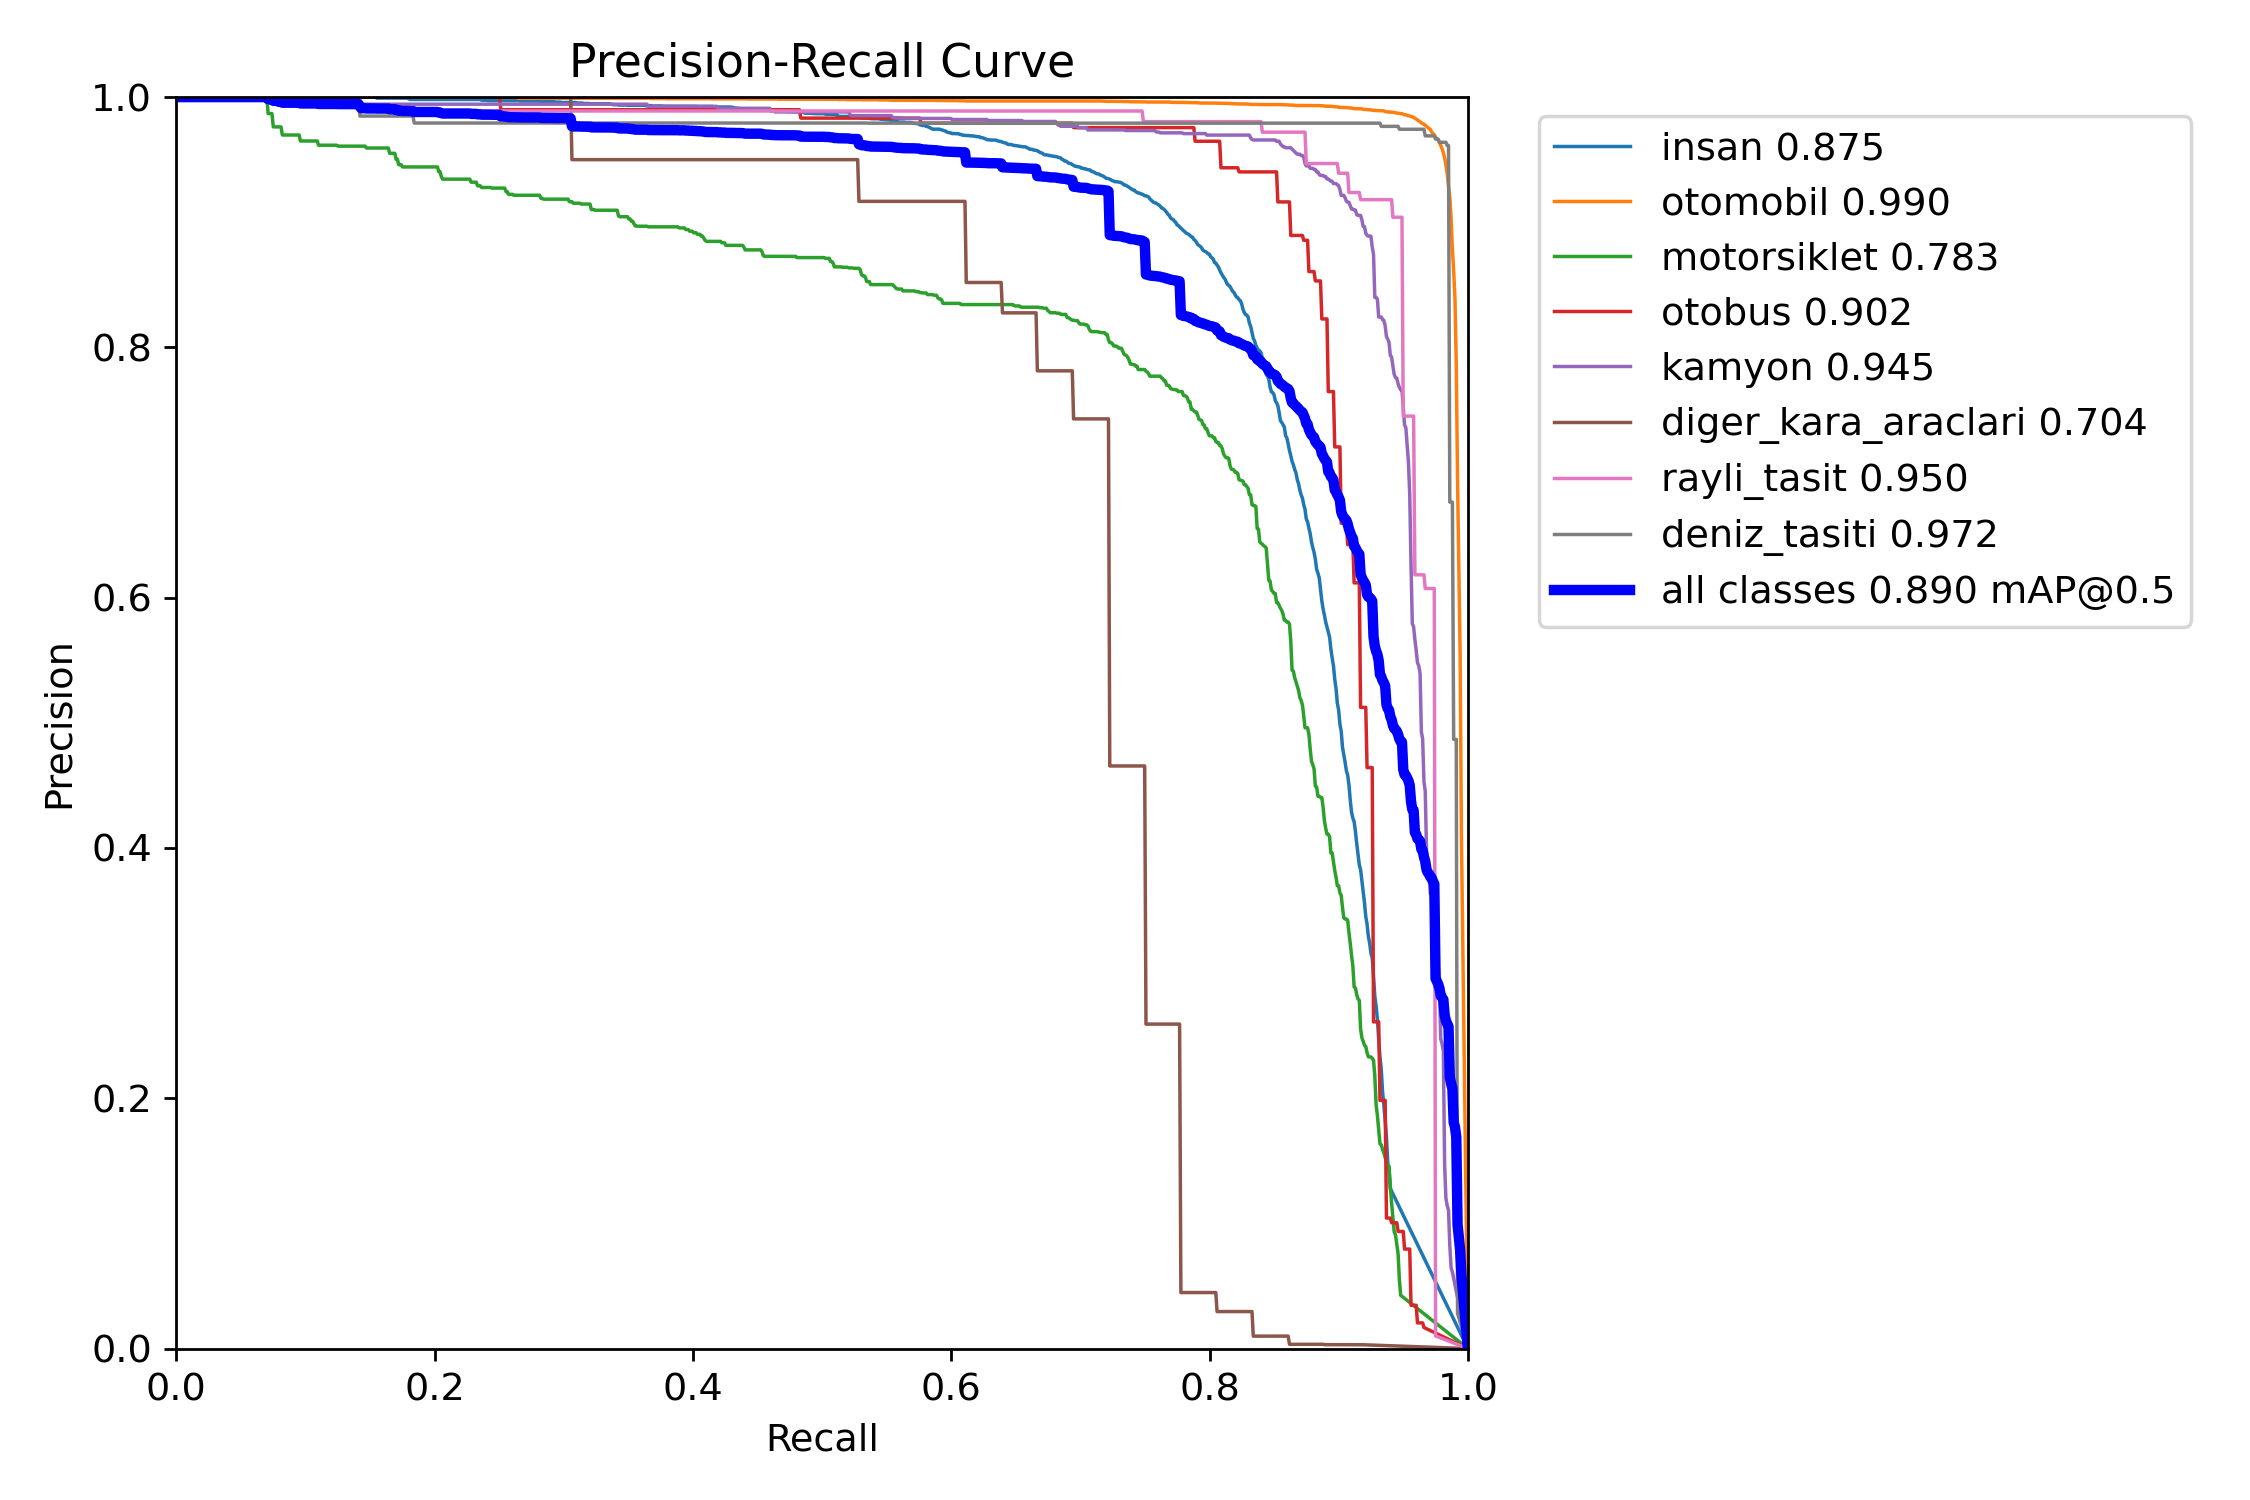 Precision-Recall Curve
1.0
0.8
0.6
0.4
0.2
0.0
Precision
0.0 0.2 0.4 0.6 0.8 1.0
Recall
insan 0.875
otomobil 0.990
motorsiklet 0.783
otobus 0.902
kamyon 0.945
diger_kara_araclari 0.704
rayli_tasit 0.950
deniz_tasiti 0.972
all classes 0.890 mAP@0.5